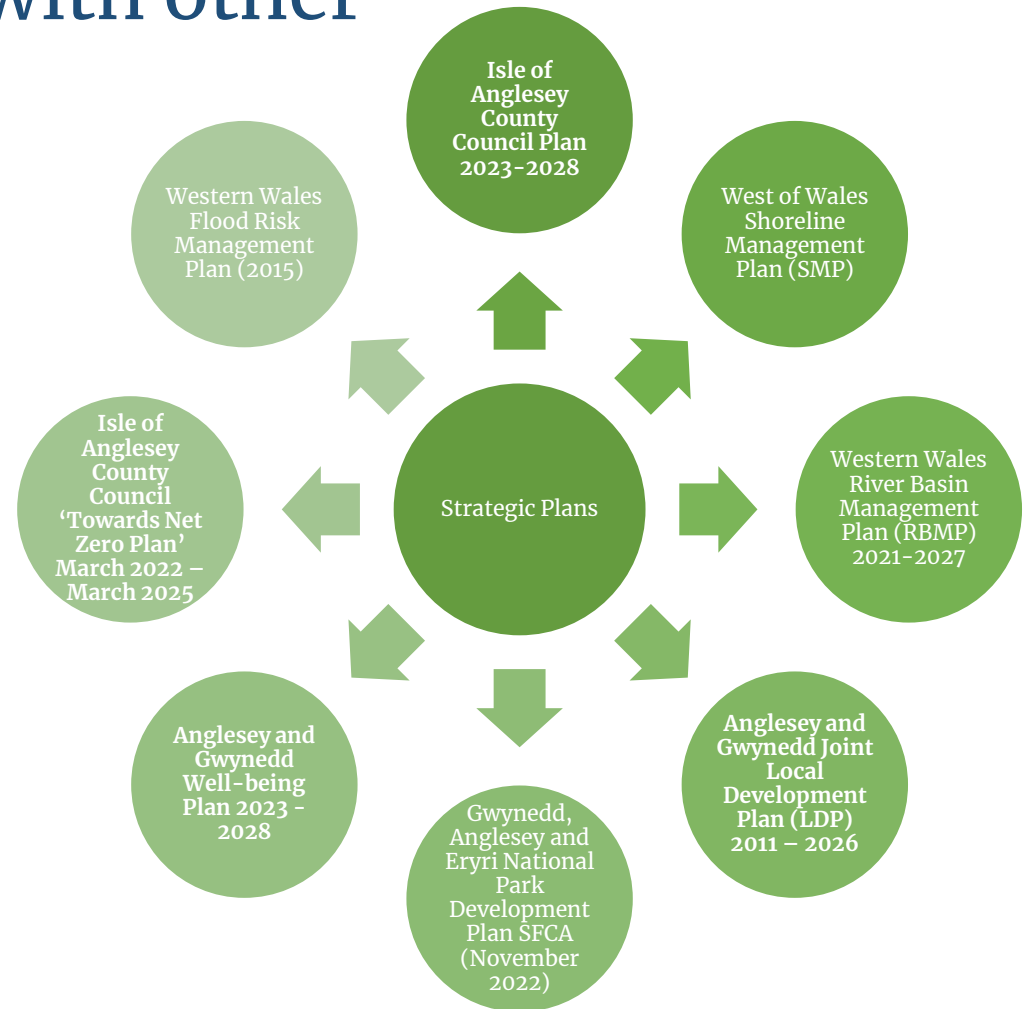 with other
Isle of
Anglesey
County
Council Plan
2023-2028
West of Wales
Shoreline
Management
Plan (SMP)
Western Wales
River Basin
Management
Plan (RBMP)
2021-2027
Anglesey and
Gwynedd Joint
Local
Development
Plan (LDP)
2011 – 2026
Gwynedd,
Anglesey and
Eryri National
Park
Development
Plan SFCA
(November
2022)
Anglesey and
Gwynedd
Well-being
Plan 2023 -
2028
Isle of
Anglesey
County
Council
‘Towards Net
Zero Plan’
March 2022 –
March 2025
Western Wales
Flood Risk
Management
Plan (2015)
Strategic Plans